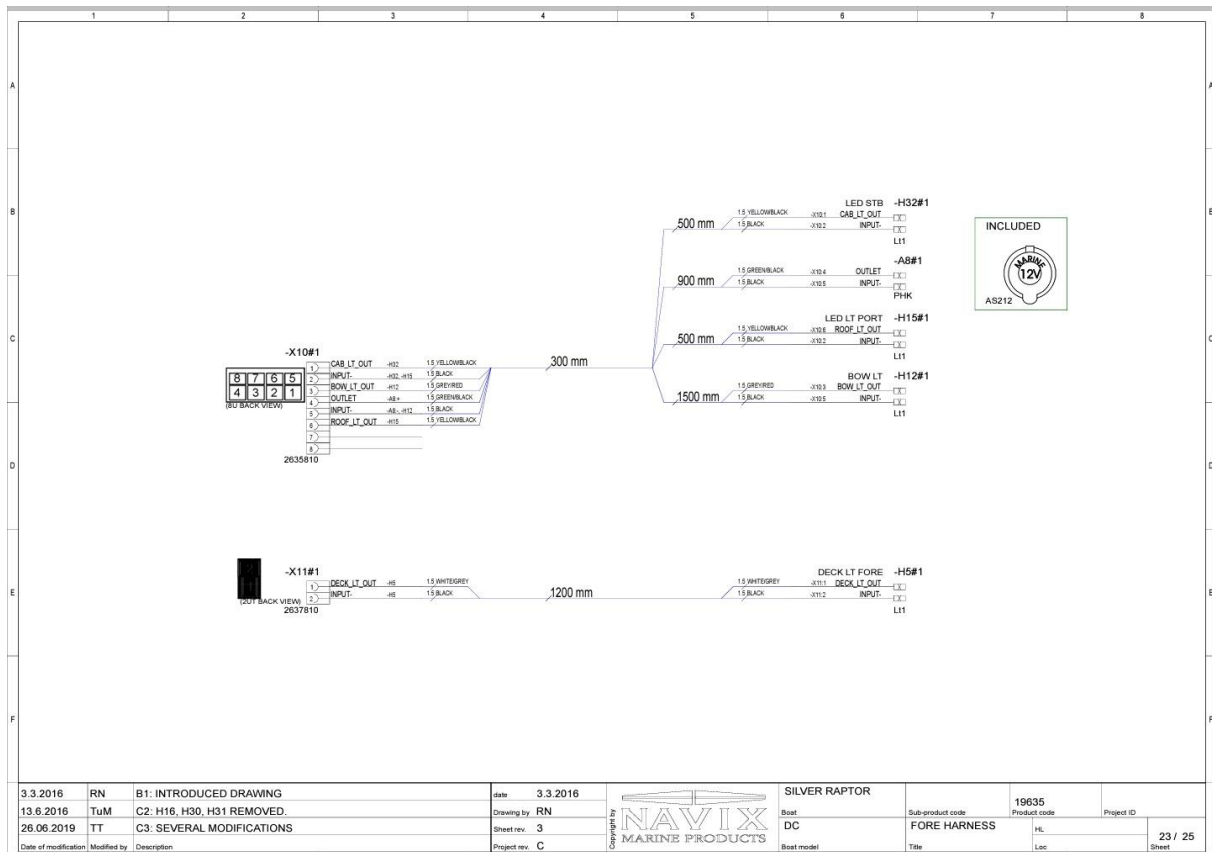 1 2 3 4 5 6 7 8
A A
B B
C C
D D
E E
F F
LED STB -H32#1
500 mm 1.5 YELLOW/BLACK -X10:1 CAB_LT_OUT
1.5 BLACK -X10:2 INPUT-
Lt1
-A8#1
900 mm 1.5 GREEN/BLACK -X10:4 OUTLET
1.5 BLACK -X10:5 INPUT-
PHK
LED LT PORT -H15#1
500 mm 1.5 YELLOW/BLACK -X10:6 ROOF_LT_OUT
1.5 BLACK -X10:2 INPUT-
Lt1
BOW LT -H12#1
1500 mm 1.5 GREY/RED -X10:3 BOW_LT_OUT
1.5 BLACK -X10:5 INPUT-
Lt1
INCLUDED
MARINE
12V
AS212
-X10#1
8 7 6 5
4 3 2 1
(8U BACK VIEW)
1 CAB_LT_OUT -H32 1.5 YELLOW/BLACK
2 INPUT- -H32, -H15 1.5 BLACK
3 BOW_LT_OUT -H12 1.5 GREY/RED
4 OUTLET -A8+ 1.5 GREEN/BLACK
5 INPUT- -A8-, -H12 1.5 BLACK
6 ROOF_LT_OUT -H15 1.5 YELLOW/BLACK
7
8
2635810
300 mm
-X11#1
(2UT BACK VIEW)
1 DECK_LT_OUT -H5 1.5 WHITE/GREY
2 INPUT- -H5 1.5 BLACK
2637810
1200 mm
DECK LT FORE -H5#1
1.5 WHITE/GREY -X11:1 DECK_LT_OUT
1.5 BLACK -X11:2 INPUT-
Lt1
3.3.2016 RN B1: INTRODUCED DRAWING
13.6.2016 TuM C2: H16, H30, H31 REMOVED.
26.06.2019 TT C3: SEVERAL MODIFICATIONS
Date of modification Modified by Description
date 3.3.2016
Drawing by RN
Sheet rev. 3
Project rev. C
Copyright by
NAVIX
MARINE PRODUCTS
SILVER RAPTOR
Boat
DC
Boat model
Sub-product code
19635
Product code
Project ID
FORE HARNESS
Title
HL
Loc
23 / 25
Sheet